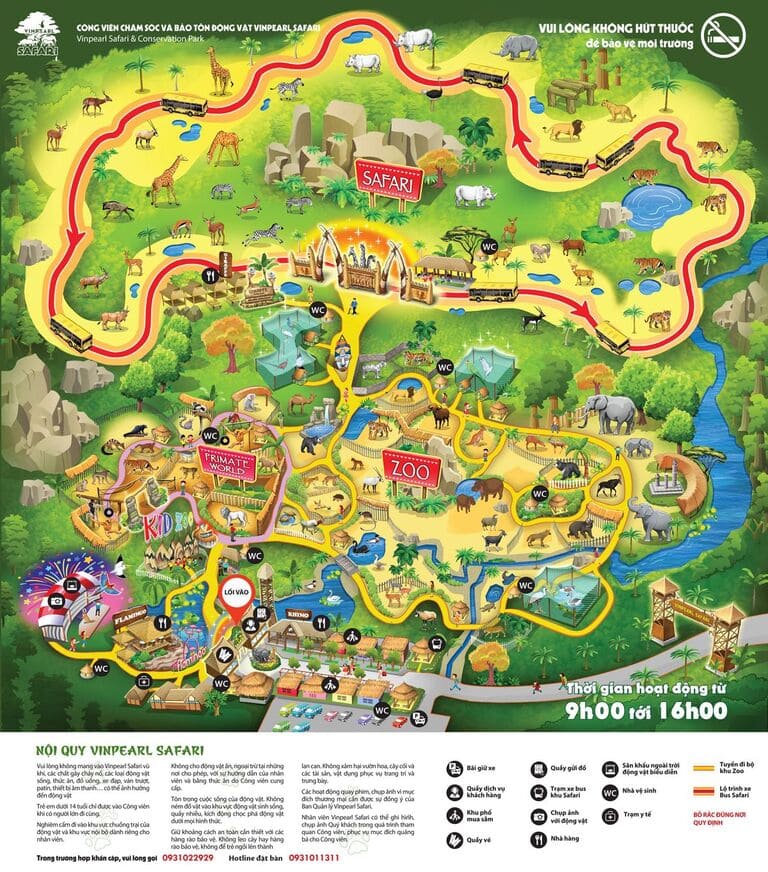 VINPEARL
SAFARI
CÔNG VIÊN CHĂM SÓC VÀ BẢO TỒN ĐỘNG VẬT VINPEARL SAFARI
Vinpearl Safari & Conservation Park
VUI LÒNG KHÔNG HÚT THUỐC
để bảo vệ môi trường
SAFARI
WC
WC
WC
WC
PRIMATE
WORLD
ZOO
WC
KID ZOO
WC
LỐI VÀO
WC
FLAMINGO
RHINO
flamingo
VINPEARL SAFARI
WC
WC
WC
Thời gian hoạt động từ
9h00 tới 16h00
NỘI QUY VINPEARL SAFARI
Vui lòng không mang vào Vinpearl Safari vũ
khí, các chất gây cháy nổ, các loại động vật
sống, thức ăn, đồ uống, xe đạp, ván trượt,
patin, thiết bị âm thanh… có thể ảnh hưởng
đến động vật
Trẻ em dưới 14 tuổi chỉ được vào Công viên
khi có người lớn đi cùng.
Nghiêm cấm đi vào khu vực chuồng trại của
động vật và khu vực nội bộ dành riêng cho
nhân viên.
Không cho động vật ăn, ngoại trừ tại những
nơi cho phép, với sự hướng dẫn của nhân
viên và bằng thức ăn do Công viên cung
cấp.
Tôn trọng cuộc sống của động vật. Không
ném đồ vật vào khu vực động vật sinh sống,
quấy nhiễu, kích động chọc phá động vật
dưới mọi hình thức.
Giữ khoảng cách an toàn cần thiết với các
hàng rào bảo vệ. Không leo cây hay hàng
rào bảo vệ, không để trẻ ngồi lên thành
lan can. Không xâm hại vườn hoa, cây cối và
các tài sản, vật dụng phục vụ trang trí và
trưng bày.
Các hoạt động quay phim, chụp ảnh vì mục
đích thương mại cần được sự đồng ý của
Ban Quản lý Vinpearl Safari.
Nhân viên Vinpearl Safari có thể ghi hình,
chụp ảnh Quý khách trong quá trình tham
quan Công viên, phục vụ mục đích quảng
bá cho Công viên.
Trong trường hợp khẩn cấp, vui lòng gọi 0931022929 Hotline đặt bàn 0931011311
Bãi giữ xe
Quầy dịch vụ
khách hàng
Khu phố
mua sắm
Quầy vé
Quầy gửi đồ
Trạm xe bus
khu Safari
Chụp ảnh
với động vật
Nhà hàng
Sân khấu ngoài trời
động vật biểu diễn
WC
Nhà vệ sinh
Trạm y tế
Tuyến đi bộ
khu Zoo
Lộ trình xe
Bus Safari
BỎ RÁC ĐÚNG NƠI
QUY ĐỊNH